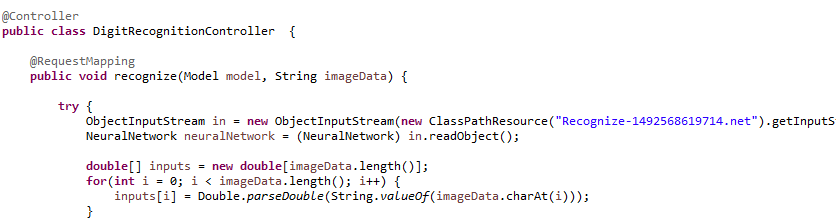 @Controller
public class DigitRecognitionController  {
@RequestMapping
public void recognize(Model model, String imageData) {
try {
ObjectInputStream in = new ObjectInputStream(new ClassPathResource("Recognize-1492568619714.net").getInputS
NeuralNetwork neuralNetwork = (NeuralNetwork) in.readObject();
double[] inputs = new double[imageData.length()];
for(int i = 0; i < imageData.length(); i++) {
inputs[i] = Double.parseDouble(String.valueOf(imageData.charAt(i)));
}